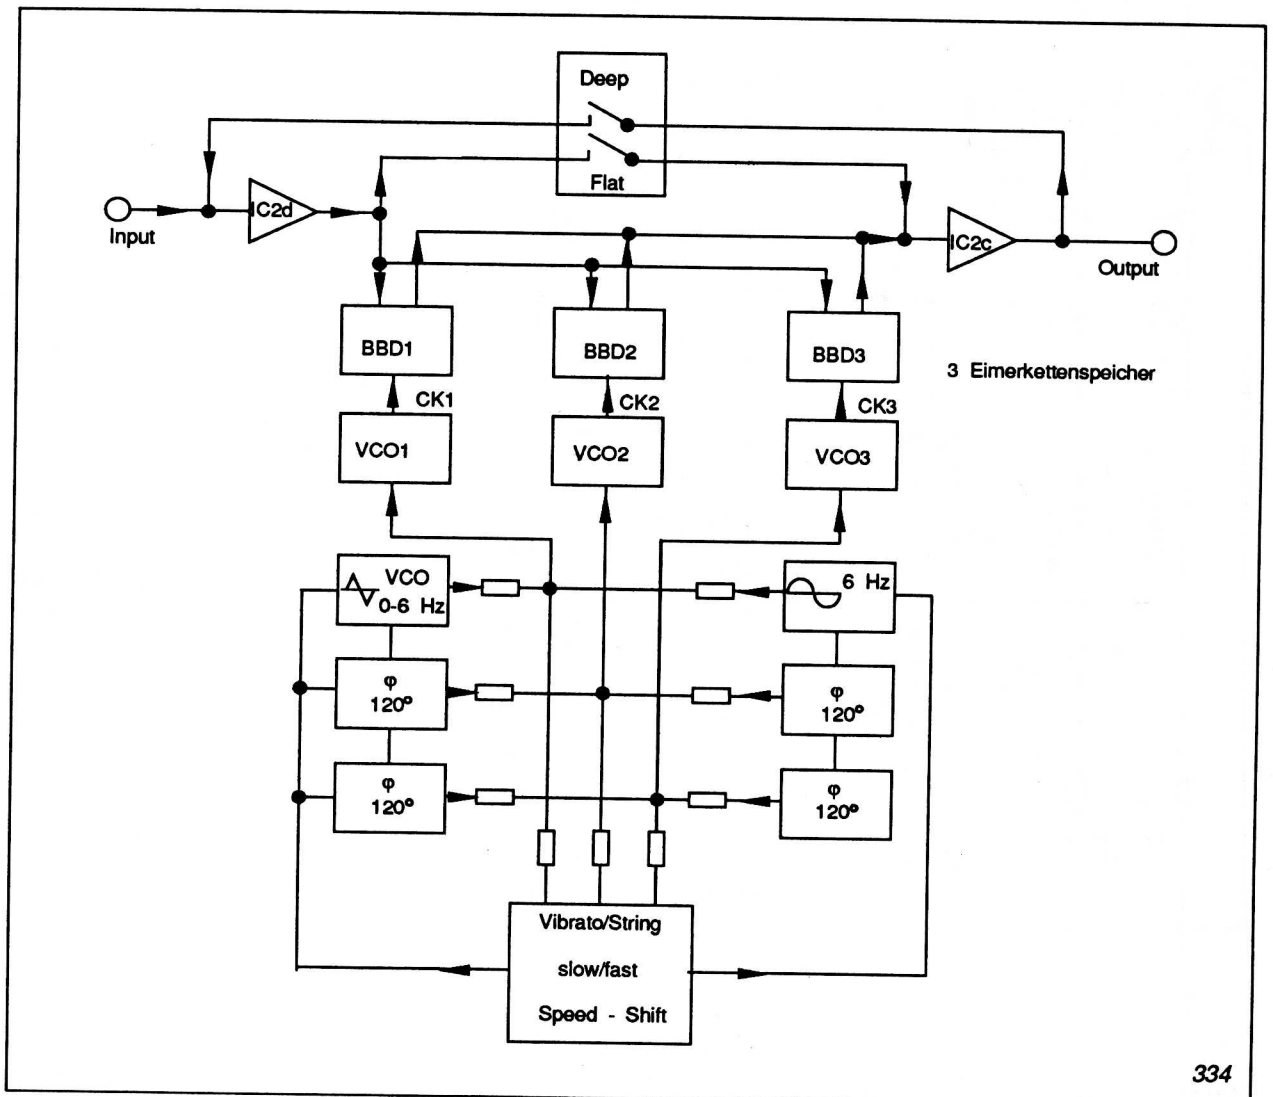 Deep
Flat
Input
IC2d
IC2c
Output
BBD1
BBD2
BBD3
3 Eimerkettenspeicher
CK1
CK2
CK3
VCO1
VCO2
VCO3
VCO
0-6 Hz
6 Hz
φ
120°
φ
120°
φ
120°
φ
120°
Vibrato/String
slow/fast
Speed - Shift
334